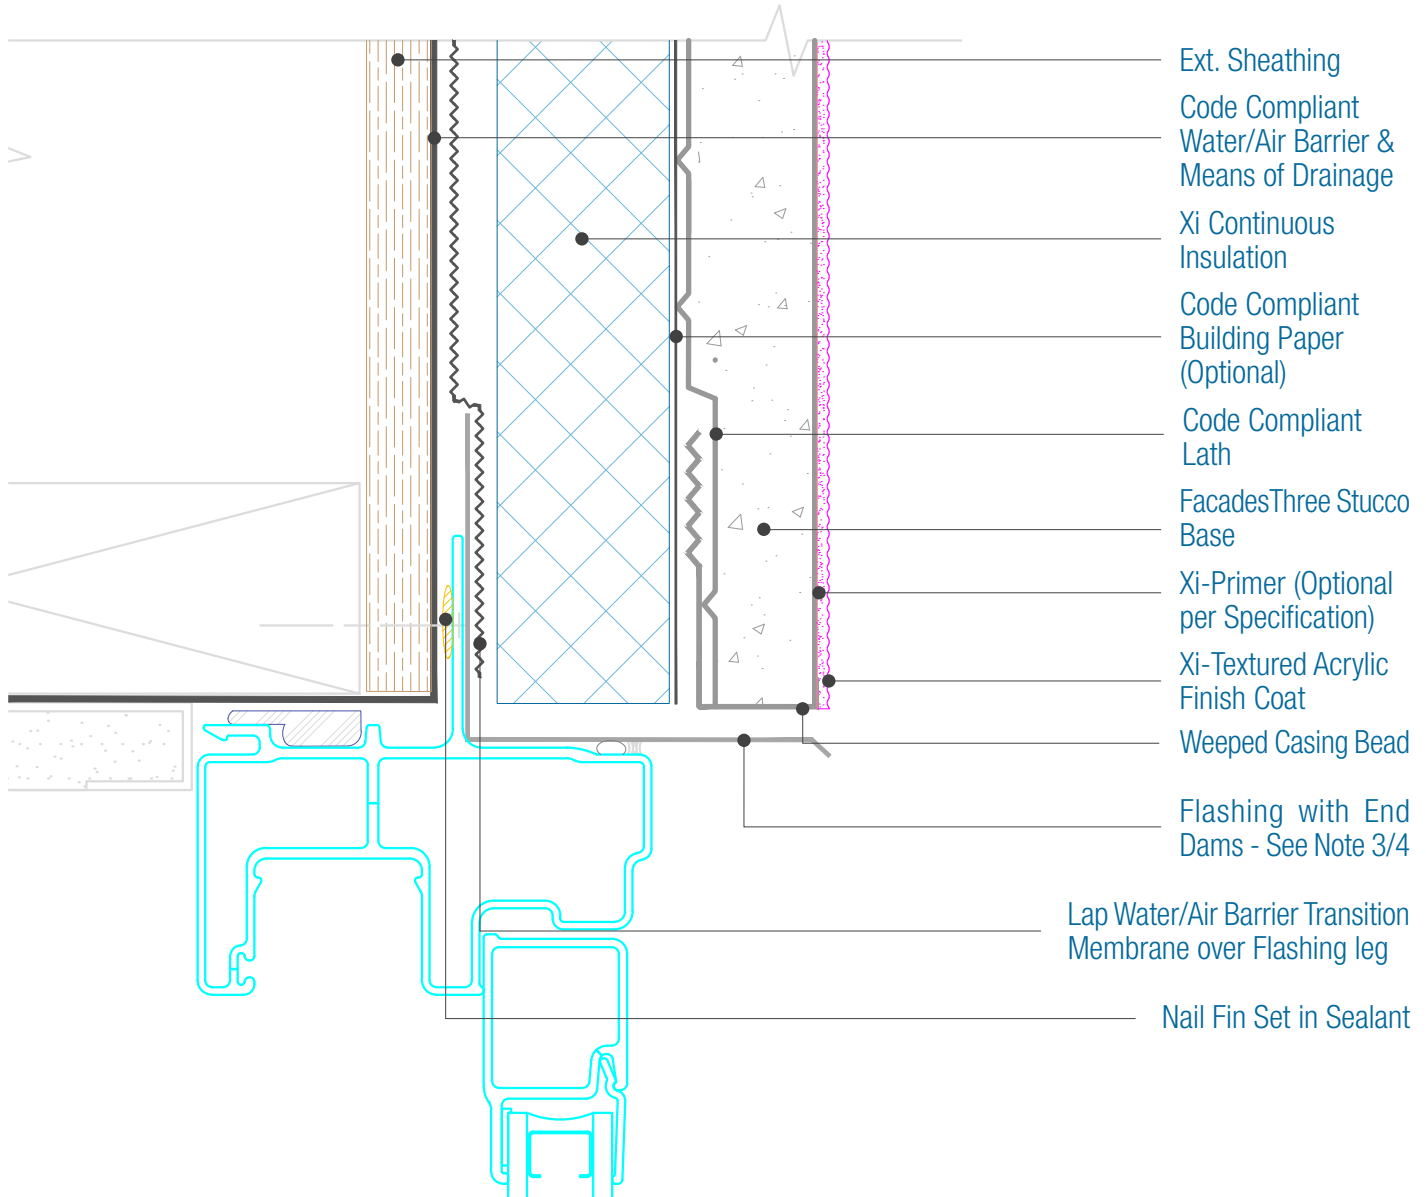 Ext. Sheathing
Code Compliant
Water/Air Barrier &
Means of Drainage
Xi Continuous
Insulation
Code Compliant
Building Paper
(Optional)
Code Compliant
Lath
FacadesThree Stucco
Base
Xi-Primer (Optional
per Specification)
Xi-Textured Acrylic
Finish Coat
Weeped Casing Bead
Flashing with End
Dams - See Note 3/4
Lap Water/Air Barrier Transition
Membrane over Flashing leg
Nail Fin Set in Sealant